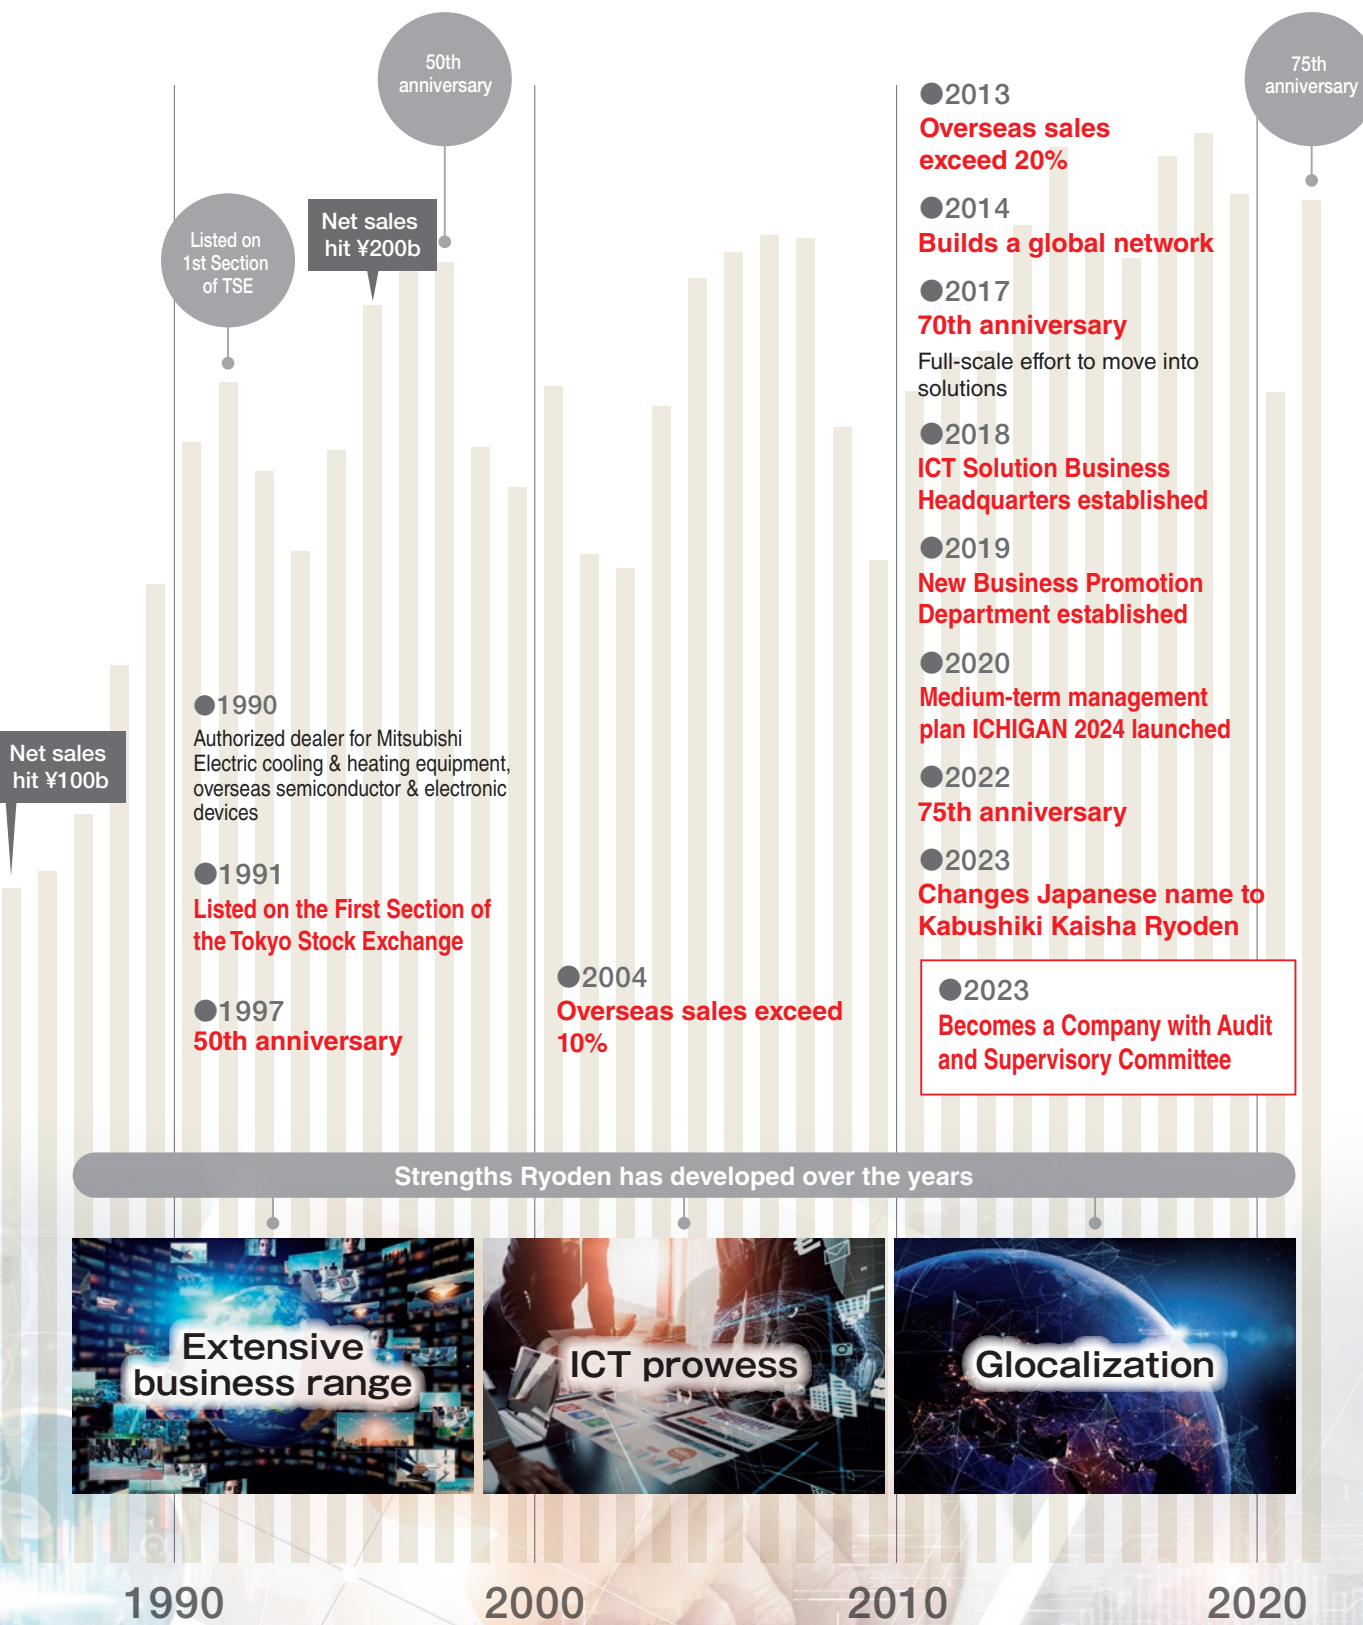 50th
anniversary
75th
anniversary
Listed on
1st Section
of TSE
Net sales
hit ¥200b
Net sales
hit ¥100b
●1990
Authorized dealer for Mitsubishi
Electric cooling & heating equipment,
overseas semiconductor & electronic
devices
●1991
Listed on the First Section of
the Tokyo Stock Exchange
●1997
50th anniversary
●2004
Overseas sales exceed
10%
●2013
Overseas sales
exceed 20%
●2014
Builds a global network
●2017
70th anniversary
Full-scale effort to move into
solutions
●2018
ICT Solution Business
Headquarters established
●2019
New Business Promotion
Department established
●2020
Medium-term management
plan ICHIGAN 2024 launched
●2022
75th anniversary
●2023
Changes Japanese name to
Kabushiki Kaisha Ryoden
●2023
Becomes a Company with Audit
and Supervisory Committee
Strengths Ryoden has developed over the years
Extensive
business range
ICT prowess
Glocalization
1990
2000
2010
2020